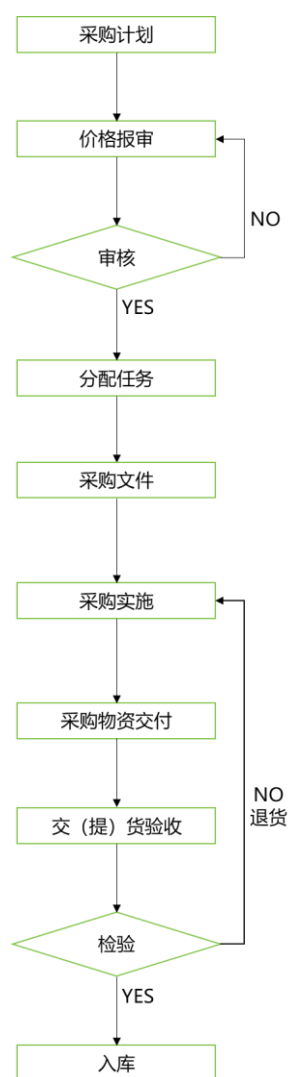 采购计划
价格报审
NO
审核
YES
分配任务
采购文件
采购实施
采购物资交付
NO
退货
交（提）货验收
检验
YES
入库